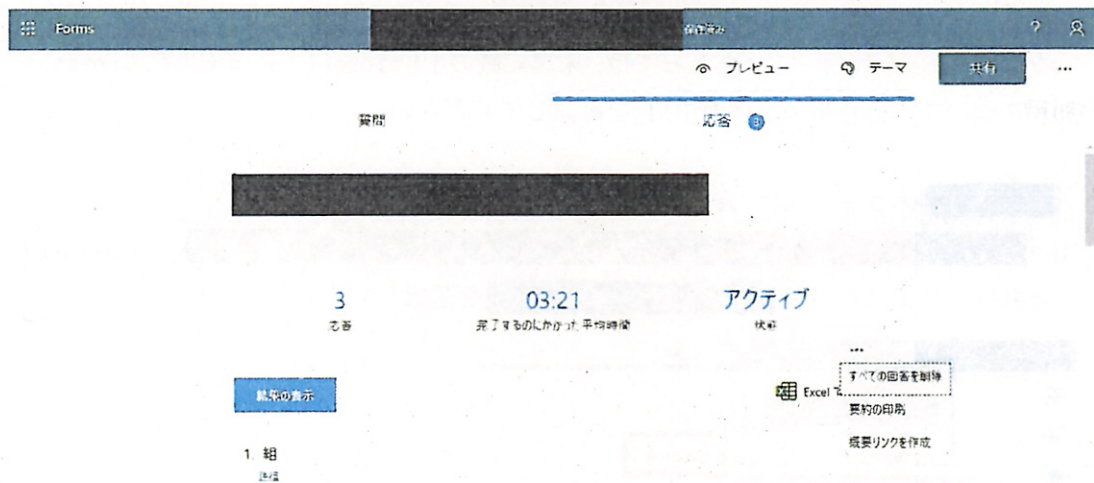 Forms
保存済み
?
プレビュー
テーマ
共有
...
質問
応答 3
3
応答
03:21
完了するのにかかった平均時間
アクティブ
状態
...
すべての回答を削除
結果の表示
Excel で
要約の印刷
概要リンクを作成
1. 組